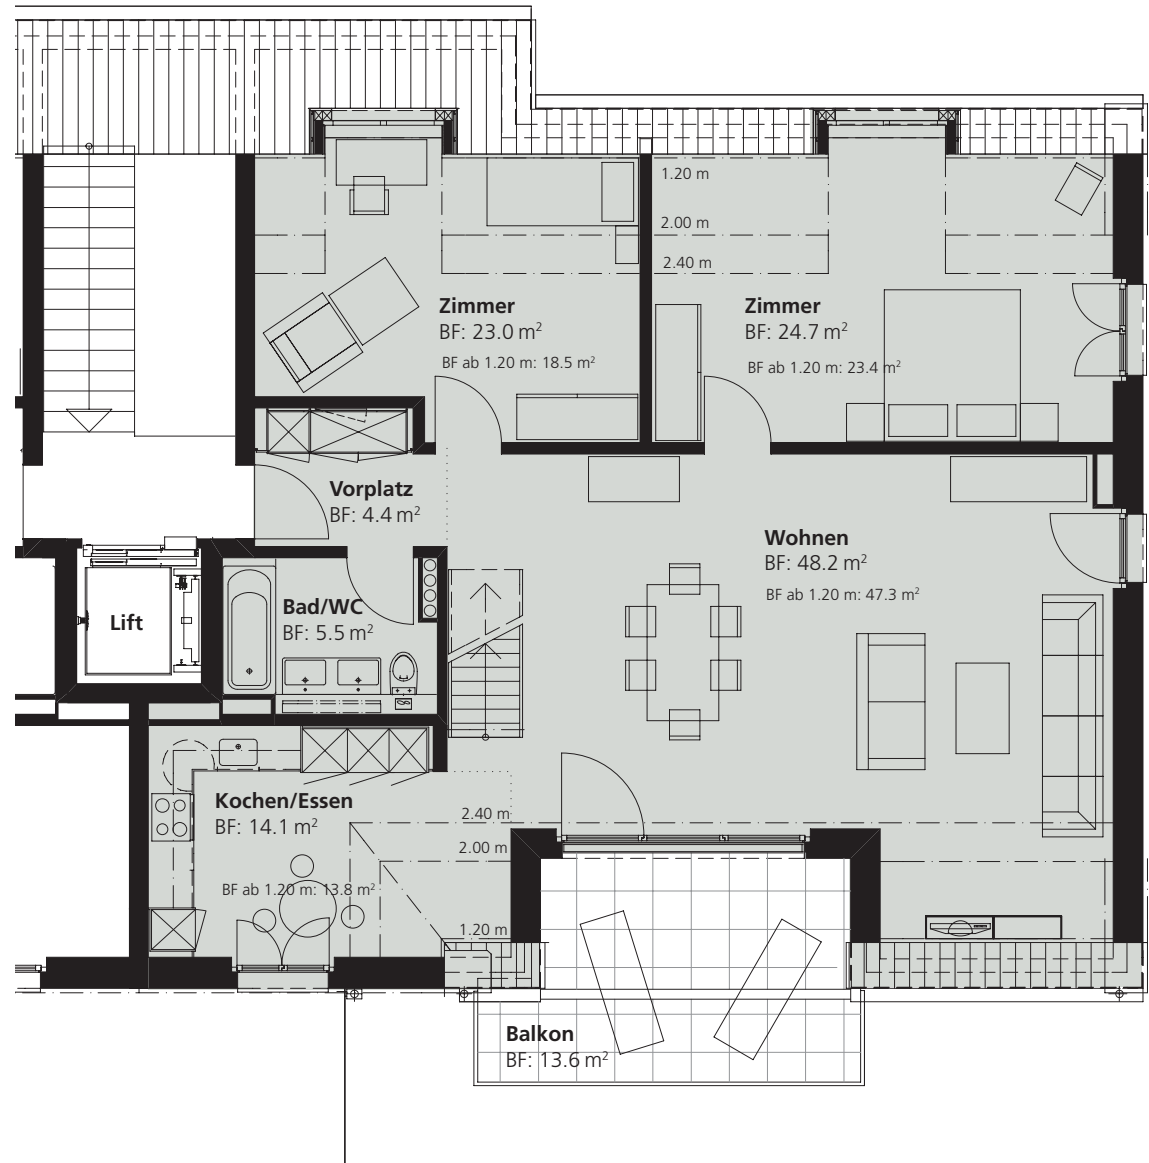 1.20 m
2.00 m
2.40 m
Zimmer
BF: 23.0 m²
BF ab 1.20 m: 18.5 m²
Zimmer
BF: 24.7 m²
BF ab 1.20 m: 23.4 m²
Vorplatz
BF: 4.4 m²
Wohnen
BF: 48.2 m²
BF ab 1.20 m: 47.3 m²
Bad/WC
BF: 5.5 m²
Lift
Kochen/Essen
BF: 14.1 m²
BF ab 1.20 m: 13.8 m²
2.40 m
2.00 m
1.20 m
Balkon
BF: 13.6 m²